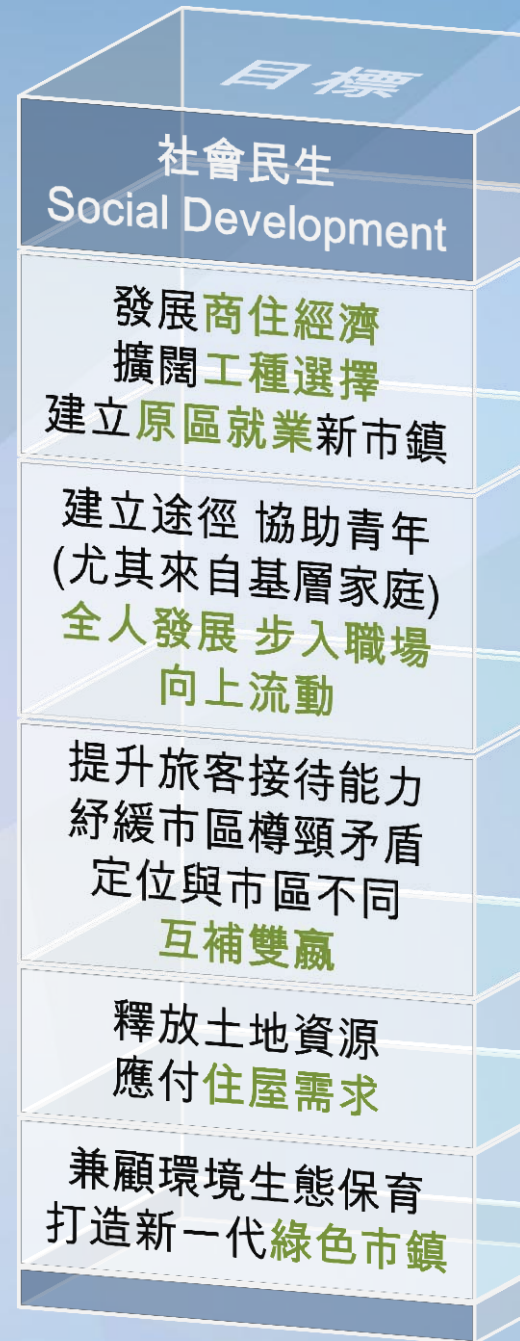 目標
社會民生
Social Development
發展商住經濟
擴闊工種選擇
建立原區就業新市鎮
建立途徑 協助青年
(尤其來自基層家庭)
全人發展 步入職場
向上流動
提升旅客接待能力
紓緩市區樽頸矛盾
定位與市區不同
互補雙贏
釋放土地資源
應付住屋需求
兼顧環境生態保育
打造新一代綠色市鎮